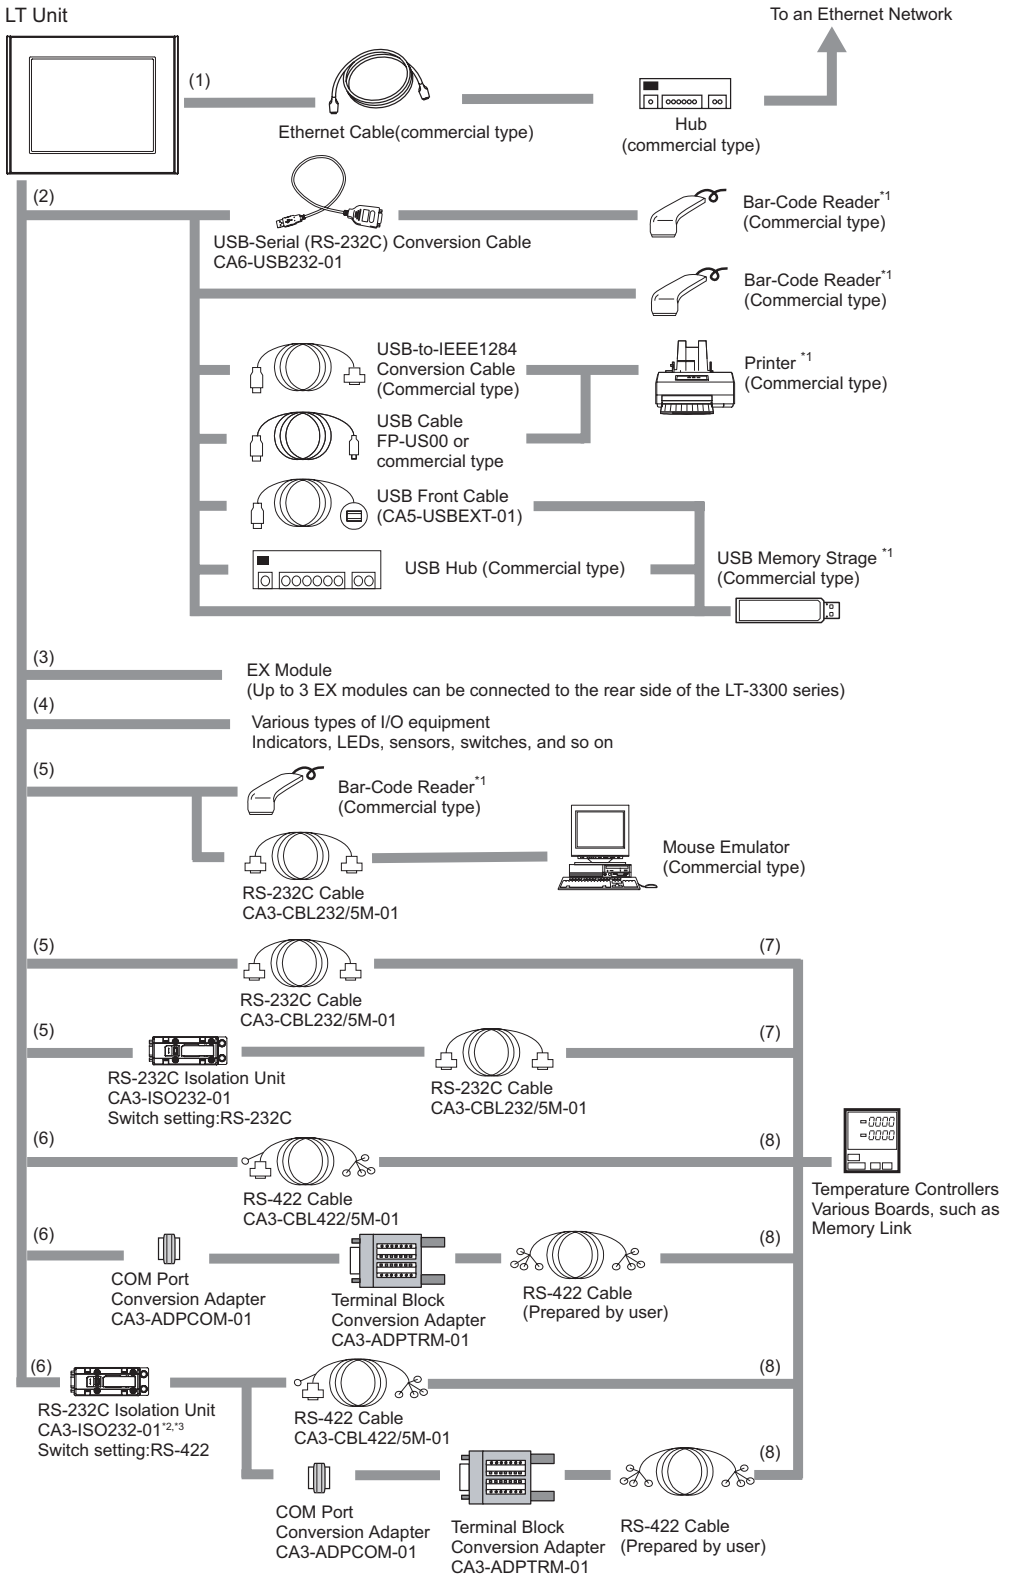 LT Unit
To an Ethernet Network
(1)
Ethernet Cable(commercial type)
Hub
(commercial type)
(2)
USB-Serial (RS-232C) Conversion Cable
CA6-USB232-01
Bar-Code Reader*1
(Commercial type)
Bar-Code Reader*1
(Commercial type)
USB-to-IEEE1284
Conversion Cable
(Commercial type)
Printer *1
(Commercial type)
USB Cable
FP-US00 or
commercial type
USB Front Cable
(CA5-USBEXT-01)
USB Hub (Commercial type)
USB Memory Strage *1
(Commercial type)
(3)
EX Module
(Up to 3 EX modules can be connected to the rear side of the LT-3300 series)
(4)
Various types of I/O equipment
Indicators, LEDs, sensors, switches, and so on
(5)
Bar-Code Reader*1
(Commercial type)
Mouse Emulator
(Commercial type)
RS-232C Cable
CA3-CBL232/5M-01
(5)
(7)
RS-232C Cable
CA3-CBL232/5M-01
(5)
(7)
RS-232C Isolation Unit
CA3-ISO232-01
Switch setting:RS-232C
RS-232C Cable
CA3-CBL232/5M-01
(6)
(8)
RS-422 Cable
CA3-CBL422/5M-01
Temperature Controllers
Various Boards, such as
Memory Link
(6)
(8)
COM Port
Conversion Adapter
CA3-ADPCOM-01
Terminal Block
Conversion Adapter
CA3-ADPTRM-01
RS-422 Cable
(Prepared by user)
(6)
(8)
RS-232C Isolation Unit
CA3-ISO232-01*2,*3
Switch setting:RS-422
RS-422 Cable
CA3-CBL422/5M-01
(8)
COM Port
Conversion Adapter
CA3-ADPCOM-01
Terminal Block
Conversion Adapter
CA3-ADPTRM-01
RS-422 Cable
(Prepared by user)